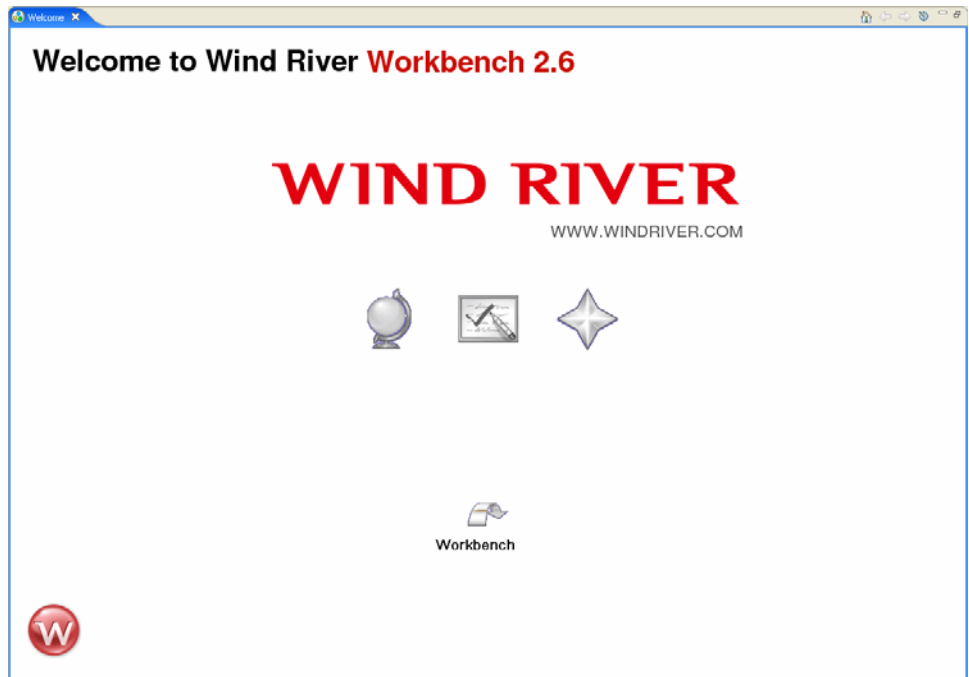 Welcome
Welcome to Wind River Workbench 2.6
WIND RIVER
WWW.WINDRIVER.COM
Workbench
W